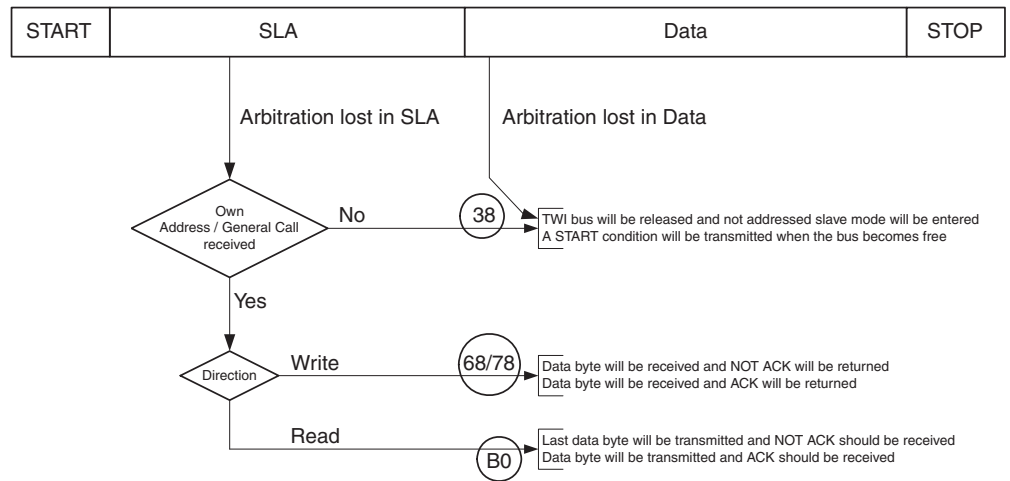 START SLA Data STOP
Arbitration lost in SLA Arbitration lost in Data
Own
Address / General Call
received
No
38
TWI bus will be released and not addressed slave mode will be entered
A START condition will be transmitted when the bus becomes free
Yes
Direction
Write
68/78
Data byte will be received and NOT ACK will be returned
Data byte will be received and ACK will be returned
Read
B0
Last data byte will be transmitted and NOT ACK should be received
Data byte will be transmitted and ACK should be received